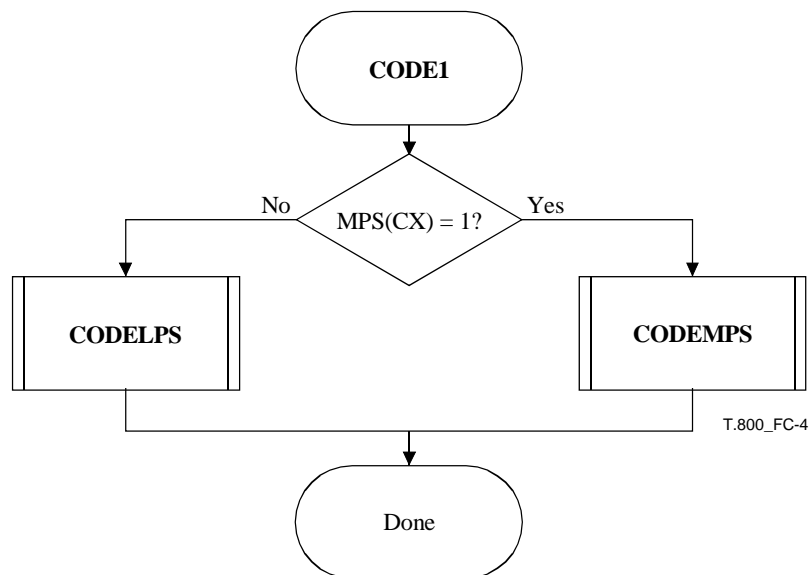 CODE1
No
MPS(CX) = 1?
Yes
CODELPS
CODEMPS
T.800_FC-4
Done